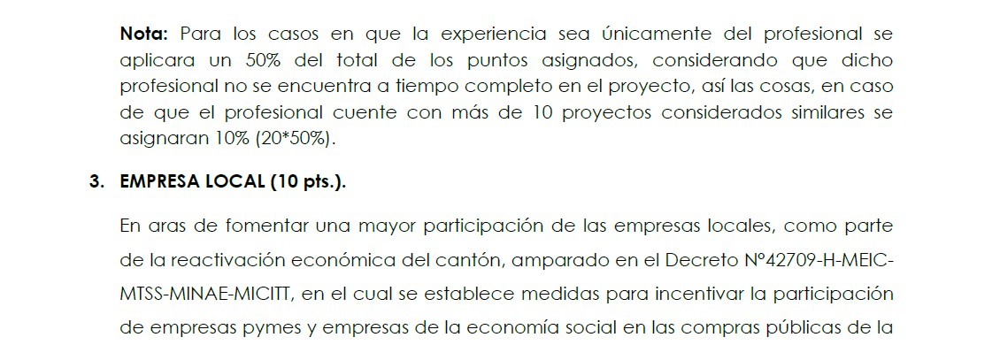 Nota: Para los casos en que la experiencia sea únicamente del profesional se
aplicara un 50% del total de los puntos asignados, considerando que dicho
profesional no se encuentra a tiempo completo en el proyecto, así las cosas, en caso
de que el profesional cuente con más de 10 proyectos considerados similares se
asignaran 10% (20*50%).
3. EMPRESA LOCAL (10 pts.).
En aras de fomentar una mayor participación de las empresas locales, como parte
de la reactivación económica del cantón, amparado en el Decreto N°42709-H-MEIC-
MTSS-MINAE-MICITT, en el cual se establece medidas para incentivar la participación
de empresas pymes y empresas de la economía social en las compras públicas de la